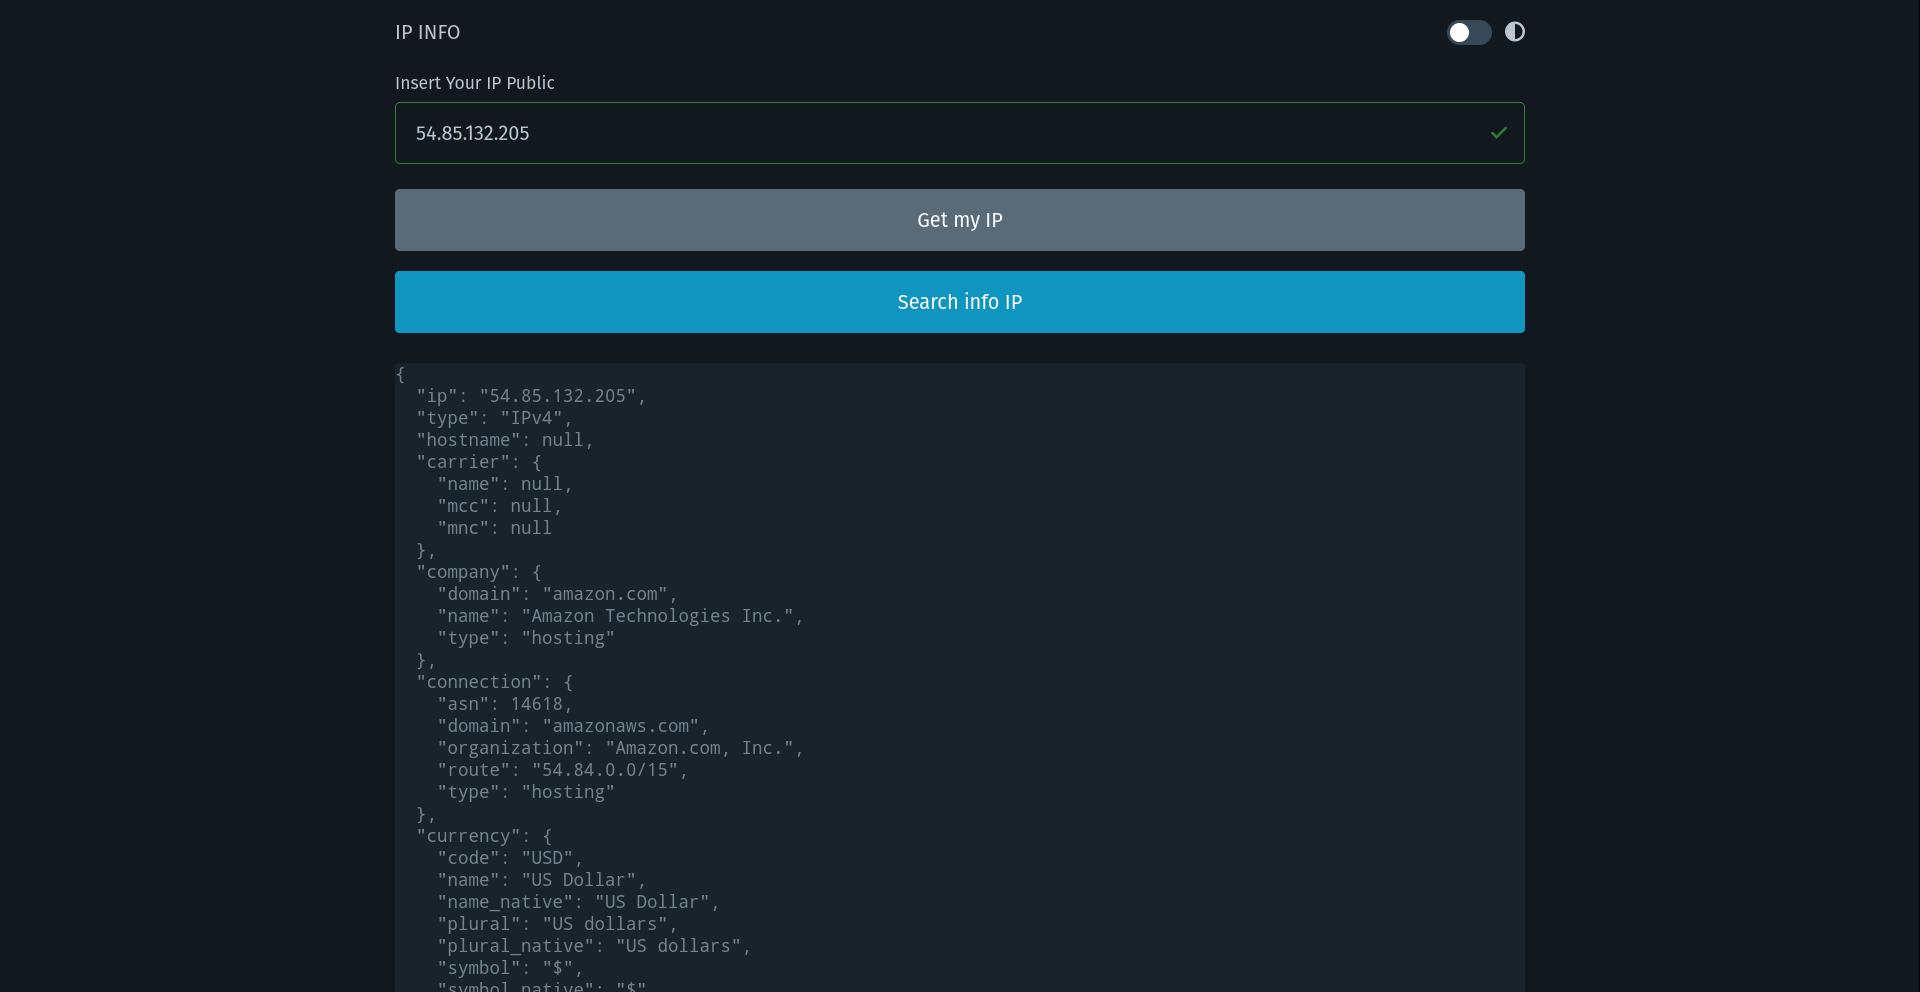 IP INFO
Insert Your IP Public
54.85.132.205
Get my IP
Search info IP
{
  "ip": "54.85.132.205",
  "type": "IPv4",
  "hostname": null,
  "carrier": {
    "name": null,
    "mcc": null,
    "mnc": null
  },
  "company": {
    "domain": "amazon.com",
    "name": "Amazon Technologies Inc.",
    "type": "hosting"
  },
  "connection": {
    "asn": 14618,
    "domain": "amazonaws.com",
    "organization": "Amazon.com, Inc.",
    "route": "54.84.0.0/15",
    "type": "hosting"
  },
  "currency": {
    "code": "USD",
    "name": "US Dollar",
    "name_native": "US Dollar",
    "plural": "US dollars",
    "plural_native": "US dollars",
    "symbol": "$",
    "symbol_native": "$"